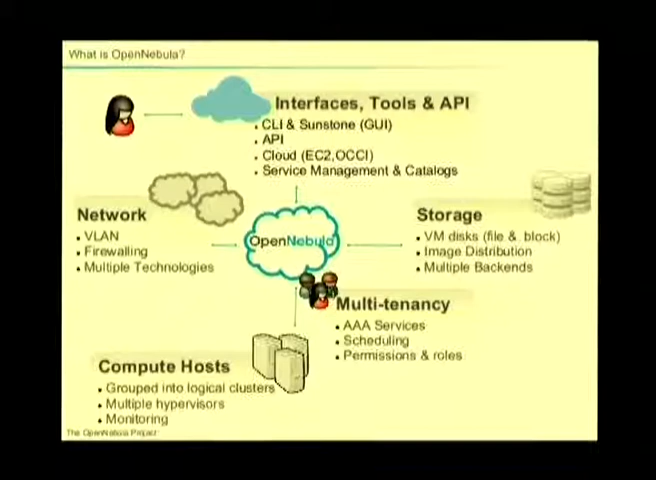 What is OpenNebula?
Interfaces, Tools & API
• CLI & Sunstone (GUI)
• API
• Cloud (EC2,OCCI)
• Service Management & Catalogs
Network
• VLAN
• Firewalling
• Multiple Technologies
OpenNebula
Storage
• VM disks (file & block)
• Image Distribution
• Multiple Backends
Multi-tenancy
• AAA Services
• Scheduling
• Permissions & roles
Compute Hosts
• Grouped into logical clusters
• Multiple hypervisors
• Monitoring
The OpenNebula Project